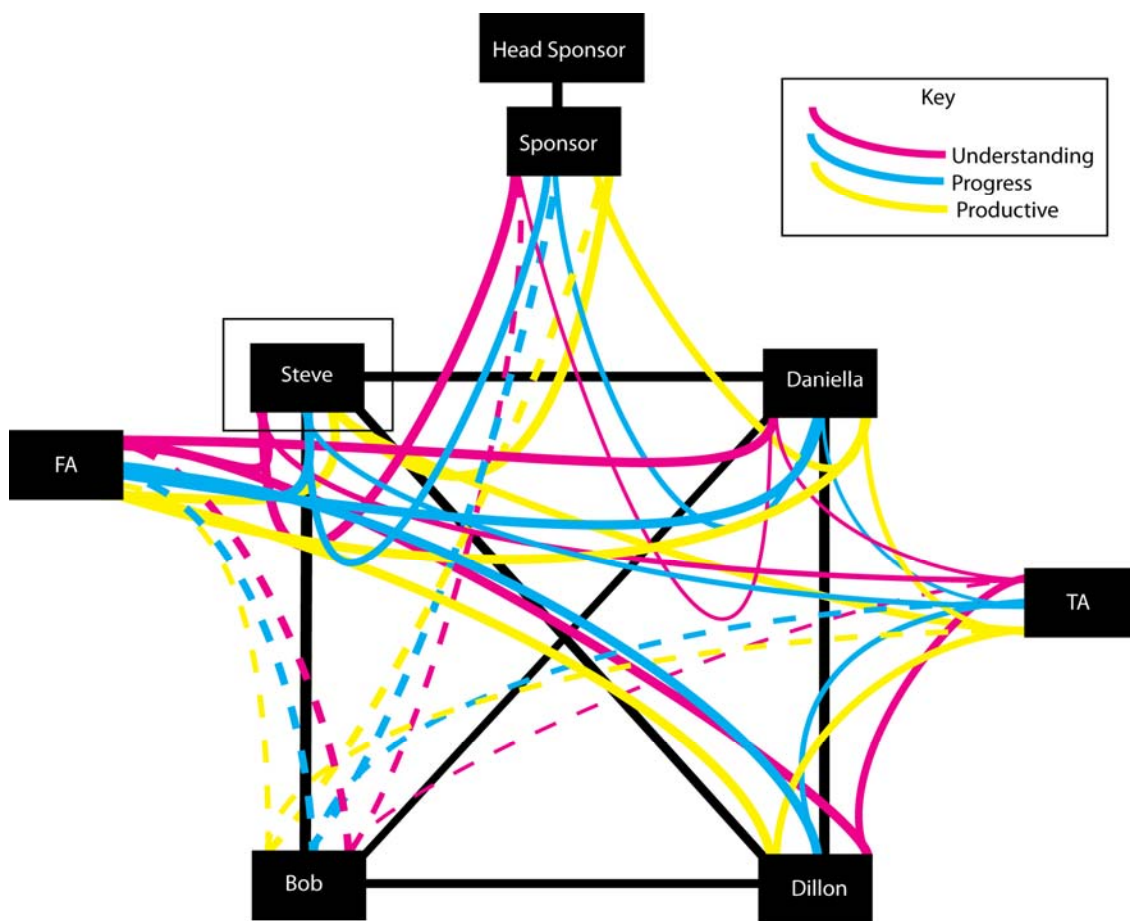 Head Sponsor
Key
Sponsor
Understanding
Progress
Productive
Steve
Daniella
FA
TA
Bob
Dillon